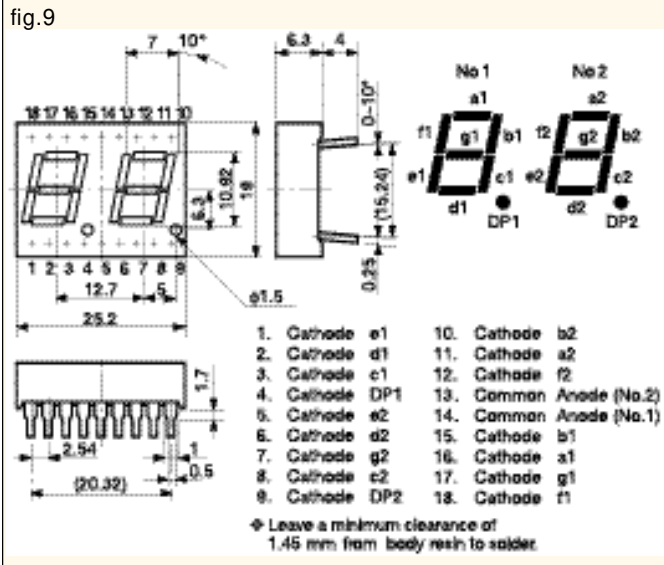 fig.9
7 10°
6.3 4
No 1 No 2
a1 a2
18 17 16 15 14 13 12 11 10
0-10°
f1 g1 b1 f2 g2 b2
e1 c1 e2 c2
d1 DP1 d2 DP2
6.3 10.92 19
(15.24)
0.25
1 2 3 4 5 6 7 8 9
12.7 5
ϕ1.5
25.2
1. Cathode e1 10. Cathode b2
2. Cathode d1 11. Cathode a2
3. Cathode c1 12. Cathode f2
4. Cathode DP1 13. Common Anode (No.2)
5. Cathode e2 14. Common Anode (No.1)
6. Cathode d2 15. Cathode b1
7. Cathode g2 16. Cathode a1
8. Cathode c2 17. Cathode g1
9. Cathode DP2 18. Cathode f1
1.7
2.54 1
0.5
(20.32)
Leave a minimum clearance of
1.45 mm from body resin to solder.